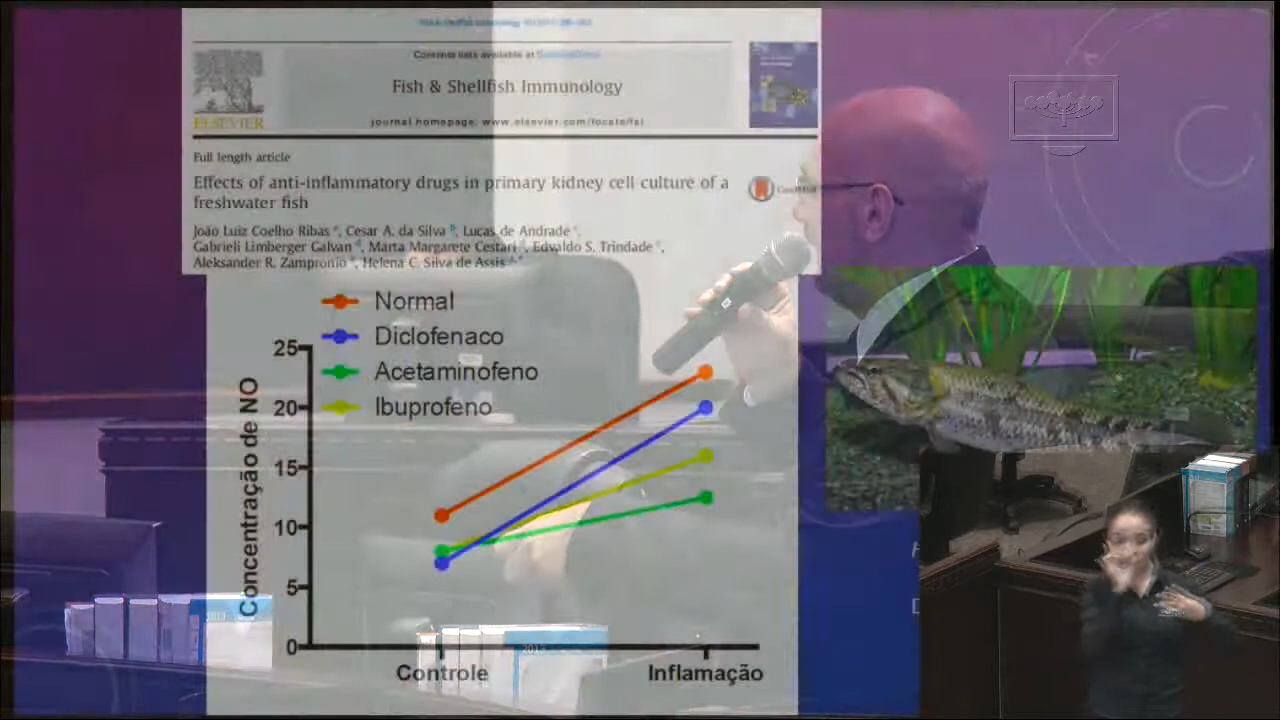 Contents lists available at ScienceDirect
Fish & Shellfish Immunology
ELSEVIER
journal homepage: www.elsevier.com/locate/fsi
Full length article
Effects of anti-inflammatory drugs in primary kidney cell culture of a
freshwater fish
João Luiz Coelho Ribas, Cesar A. da Silva, Lucas de Andrade,
Gabrieli Limberger Galvan, Marta Margarete Cestari, Edvaldo S. Trindade,
Aleksander R. Zampronio, Helena C. Silva de Assis
Normal
Diclofenaco
Acetaminofeno
Ibuprofeno
Concentração de NO
25
20
15
10
5
0
Controle
Inflamação
2013
2013